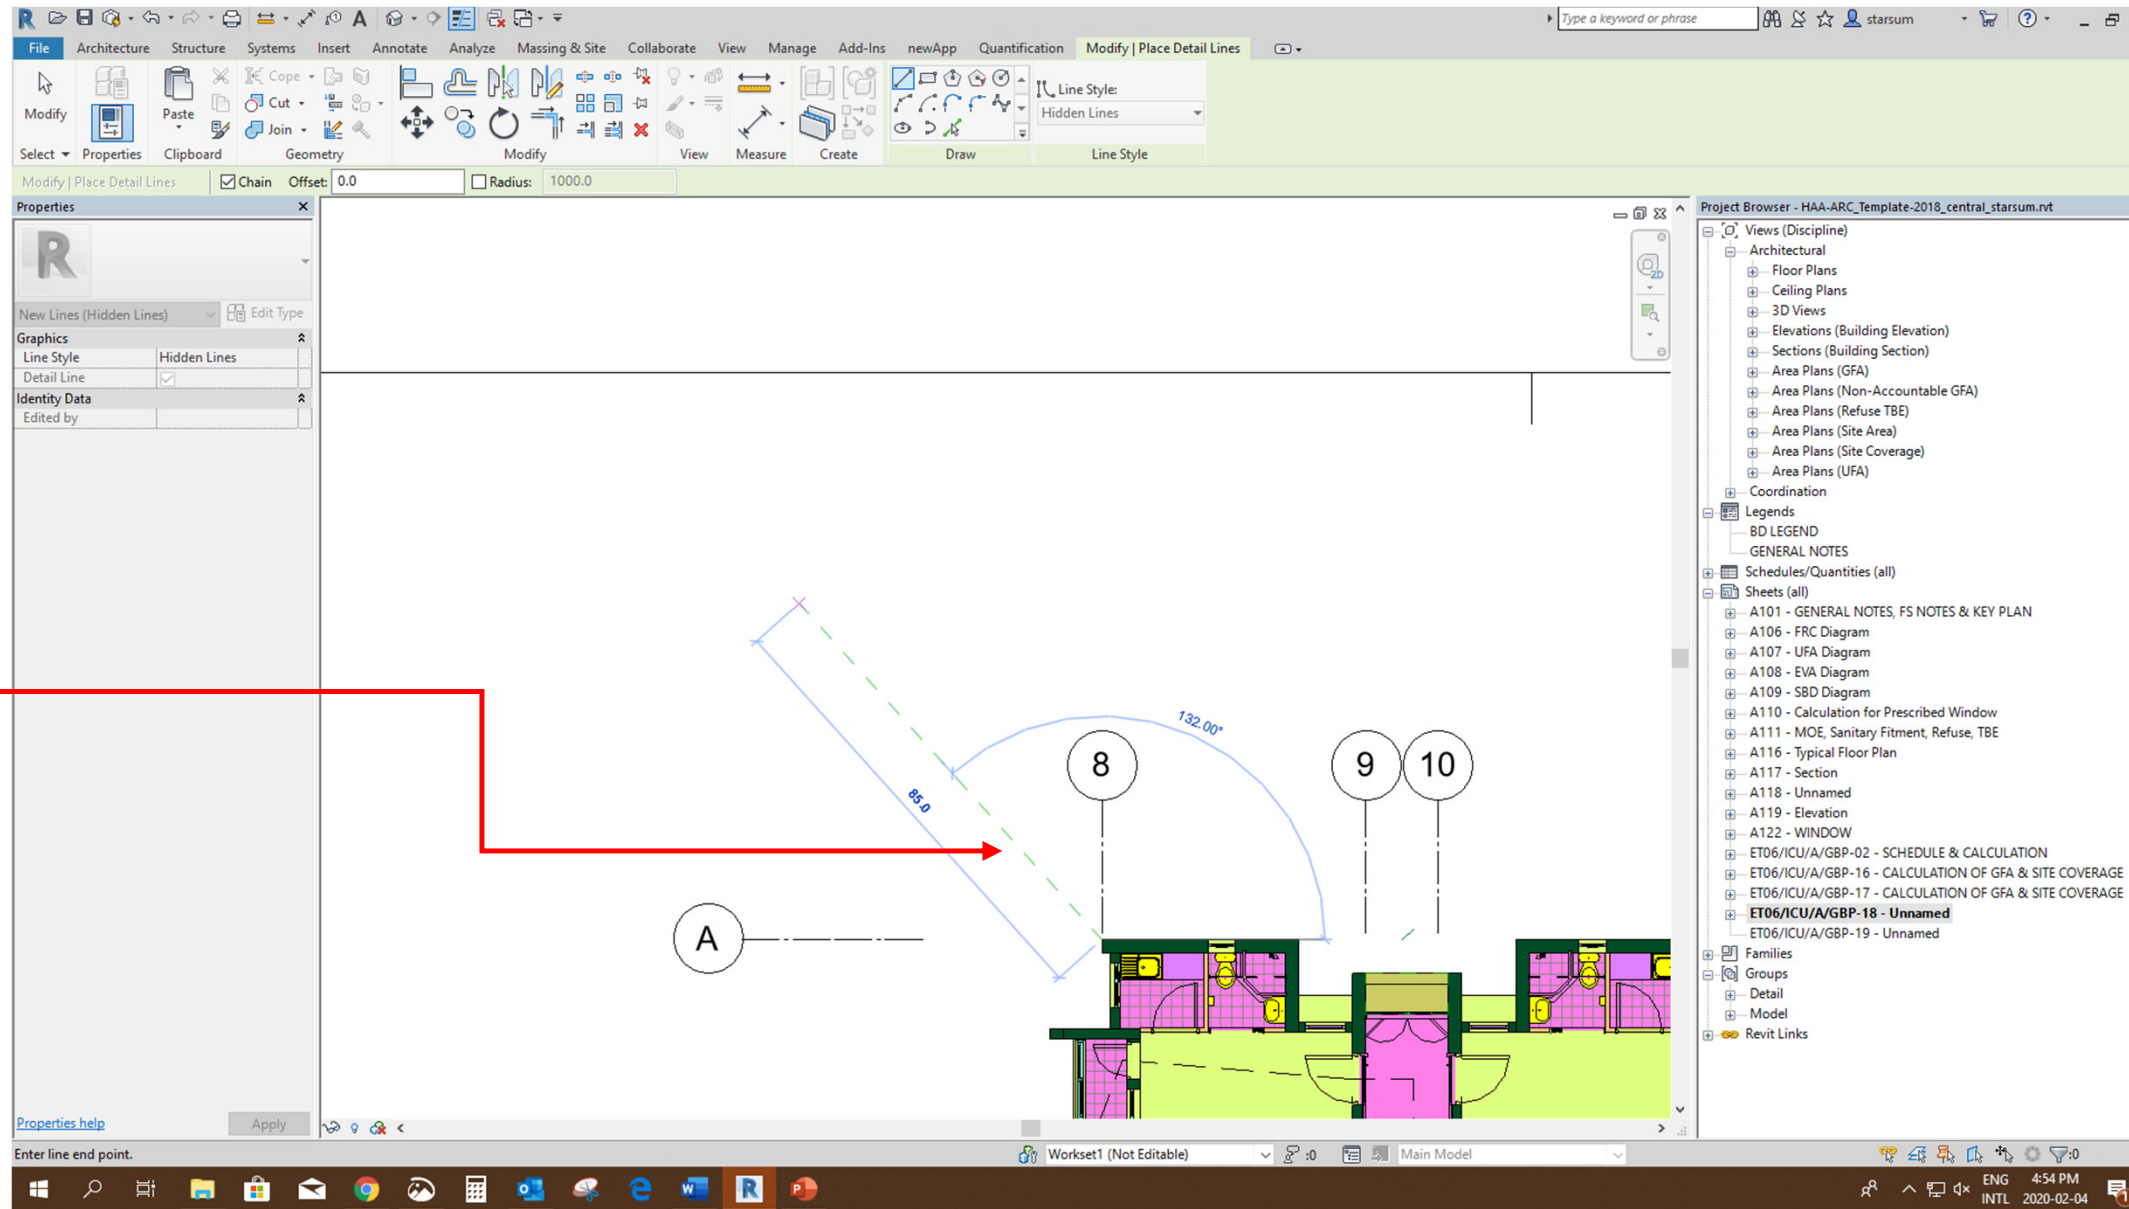 Type a keyword or phrase
starsum
File Architecture Structure Systems Insert Annotate Analyze Massing & Site Collaborate View Manage Add-Ins newApp Quantification Modify | Place Detail Lines
Modify
Paste
Cope
Cut
Join
Line Style:
Hidden Lines
Select Properties Clipboard Geometry Modify View Measure Create Draw Line Style
Modify | Place Detail Lines Chain Offset: 0.0 Radius: 1000.0
Properties
R
New Lines (Hidden Lines) Edit Type
Graphics
Line Style Hidden Lines
Detail Line
Identity Data
Edited by
Properties help Apply
2D
132.00°
85.0
8
9
10
A
Project Browser - HAA-ARC_Template-2018_central_starsum.rvt
Views (Discipline)
Architectural
Floor Plans
Ceiling Plans
3D Views
Elevations (Building Elevation)
Sections (Building Section)
Area Plans (GFA)
Area Plans (Non-Accountable GFA)
Area Plans (Refuse TBE)
Area Plans (Site Area)
Area Plans (Site Coverage)
Area Plans (UFA)
Coordination
Legends
BD LEGEND
GENERAL NOTES
Schedules/Quantities (all)
Sheets (all)
A101 - GENERAL NOTES, FS NOTES & KEY PLAN
A106 - FRC Diagram
A107 - UFA Diagram
A108 - EVA Diagram
A109 - SBD Diagram
A110 - Calculation for Prescribed Window
A111 - MOE, Sanitary Fitment, Refuse, TBE
A116 - Typical Floor Plan
A117 - Section
A118 - Unnamed
A119 - Elevation
A122 - WINDOW
ET06/ICU/A/GBP-02 - SCHEDULE & CALCULATION
ET06/ICU/A/GBP-16 - CALCULATION OF GFA & SITE COVERAGE
ET06/ICU/A/GBP-17 - CALCULATION OF GFA & SITE COVERAGE
ET06/ICU/A/GBP-18 - Unnamed
ET06/ICU/A/GBP-19 - Unnamed
Families
Groups
Detail
Model
Revit Links
Enter line end point.
Workset1 (Not Editable) :0 Main Model :0
ENG 4:54 PM
INTL 2020-02-04